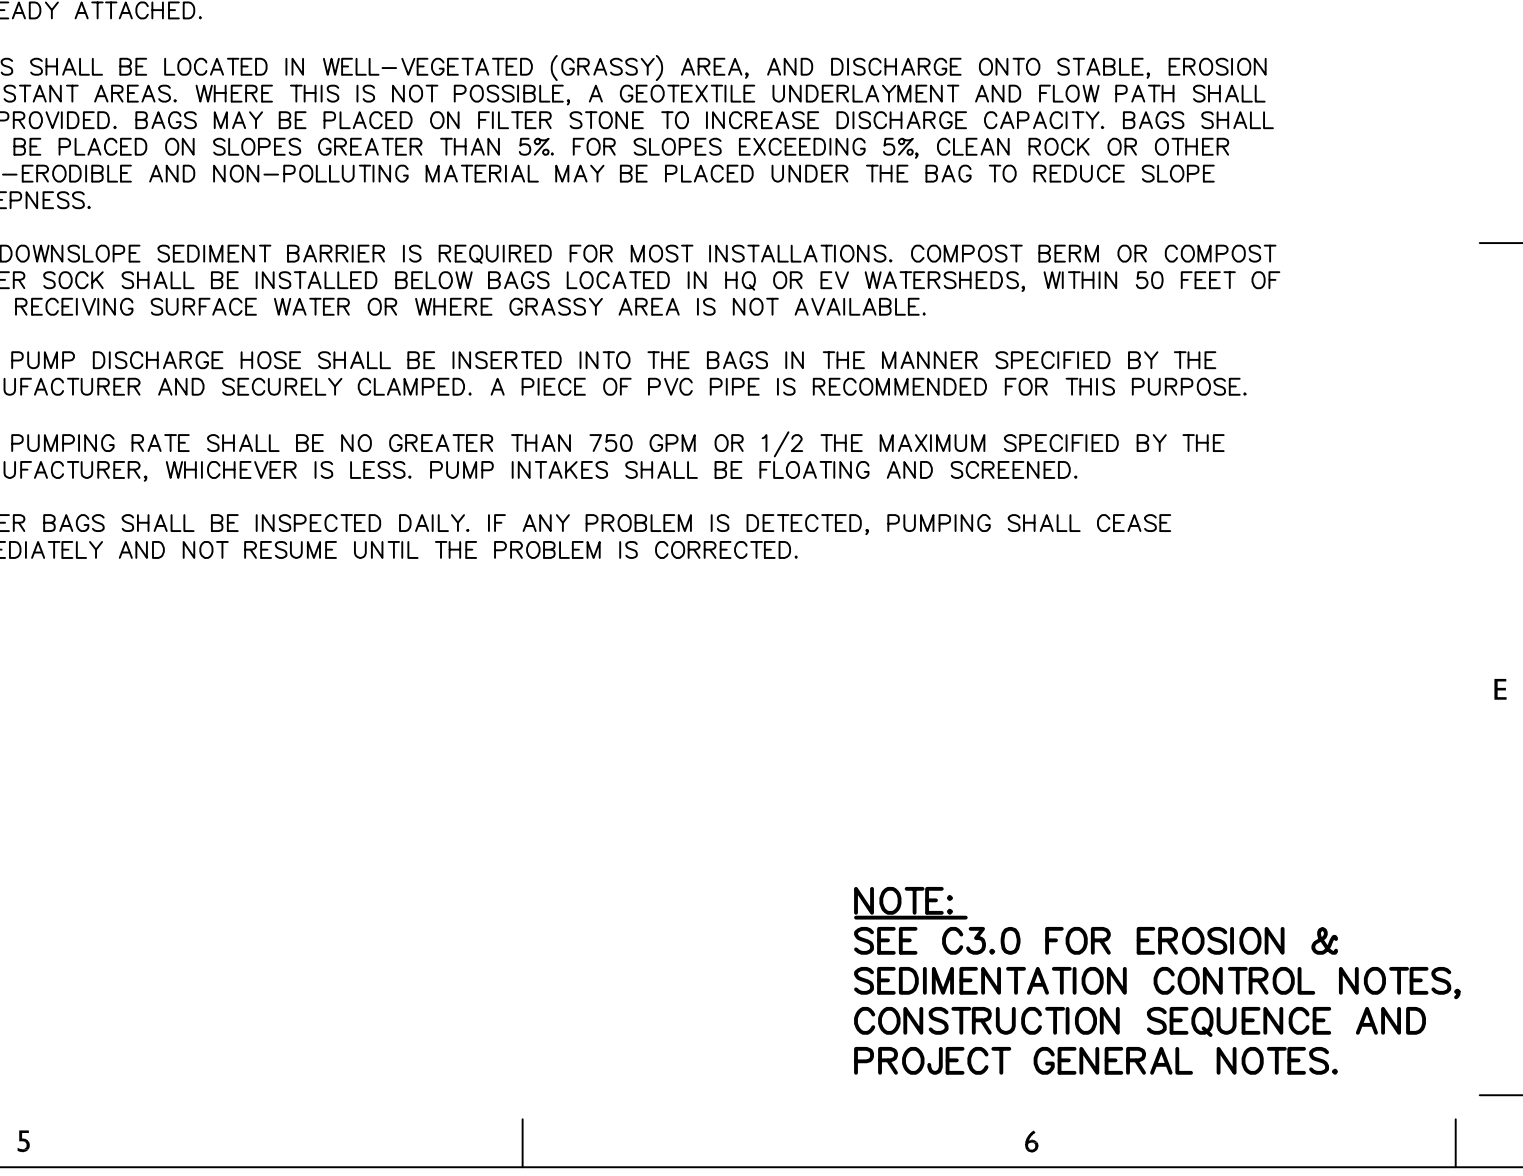 EADY ATTACHED.
S SHALL BE LOCATED IN WELL–VEGETATED (GRASSY) AREA, AND DISCHARGE ONTO STABLE, EROSION
STANT AREAS. WHERE THIS IS NOT POSSIBLE, A GEOTEXTILE UNDERLAYMENT AND FLOW PATH SHALL
PROVIDED. BAGS MAY BE PLACED ON FILTER STONE TO INCREASE DISCHARGE CAPACITY. BAGS SHALL
BE PLACED ON SLOPES GREATER THAN 5%. FOR SLOPES EXCEEDING 5%, CLEAN ROCK OR OTHER
–ERODIBLE AND NON–POLLUTING MATERIAL MAY BE PLACED UNDER THE BAG TO REDUCE SLOPE
EPNESS.
DOWNSLOPE SEDIMENT BARRIER IS REQUIRED FOR MOST INSTALLATIONS. COMPOST BERM OR COMPOST
ER SOCK SHALL BE INSTALLED BELOW BAGS LOCATED IN HQ OR EV WATERSHEDS, WITHIN 50 FEET OF
RECEIVING SURFACE WATER OR WHERE GRASSY AREA IS NOT AVAILABLE.
PUMP DISCHARGE HOSE SHALL BE INSERTED INTO THE BAGS IN THE MANNER SPECIFIED BY THE
UFACTURER AND SECURELY CLAMPED. A PIECE OF PVC PIPE IS RECOMMENDED FOR THIS PURPOSE.
PUMPING RATE SHALL BE NO GREATER THAN 750 GPM OR 1/2 THE MAXIMUM SPECIFIED BY THE
UFACTURER, WHICHEVER IS LESS. PUMP INTAKES SHALL BE FLOATING AND SCREENED.
ER BAGS SHALL BE INSPECTED DAILY. IF ANY PROBLEM IS DETECTED, PUMPING SHALL CEASE
EDIATELY AND NOT RESUME UNTIL THE PROBLEM IS CORRECTED.
E
NOTE:
SEE C3.0 FOR EROSION &
SEDIMENTATION CONTROL NOTES,
CONSTRUCTION SEQUENCE AND
PROJECT GENERAL NOTES.
5
6